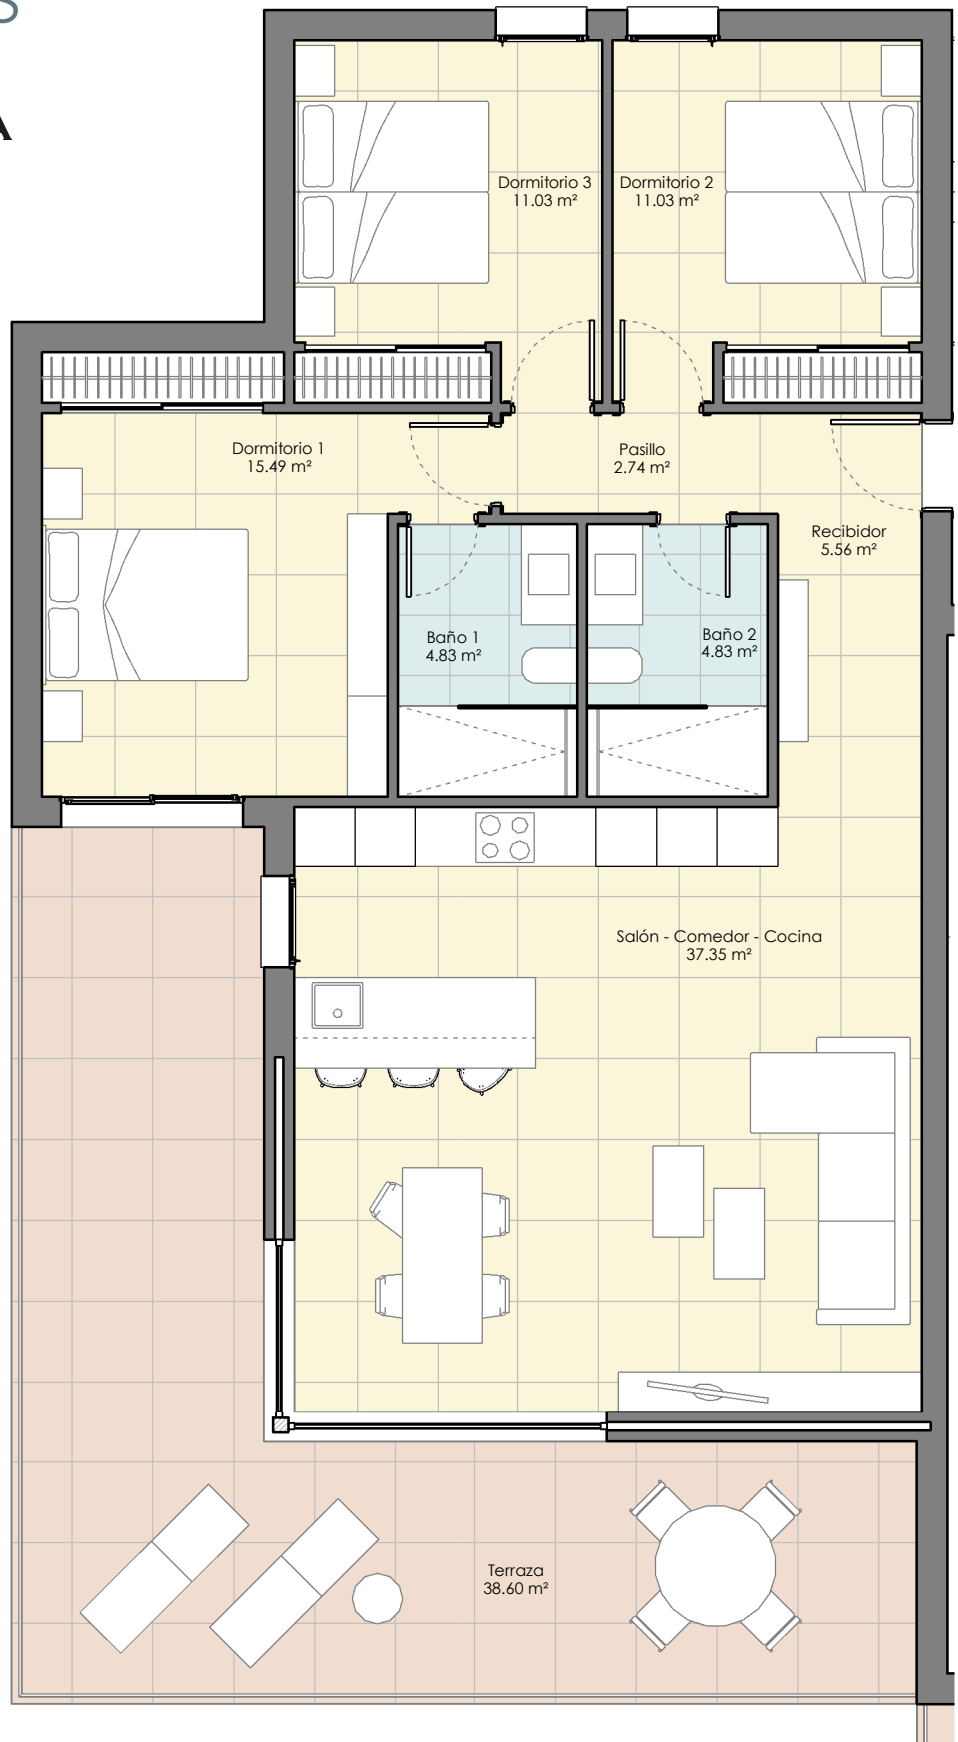 S
A
Dormitorio 3
11.03 m²
Dormitorio 2
11.03 m²
Dormitorio 1
15.49 m²
Pasillo
2.74 m²
Recibidor
5.56 m²
Baño 1
4.83 m²
Baño 2
4.83 m²
Salón - Comedor - Cocina
37.35 m²
Terraza
38.60 m²